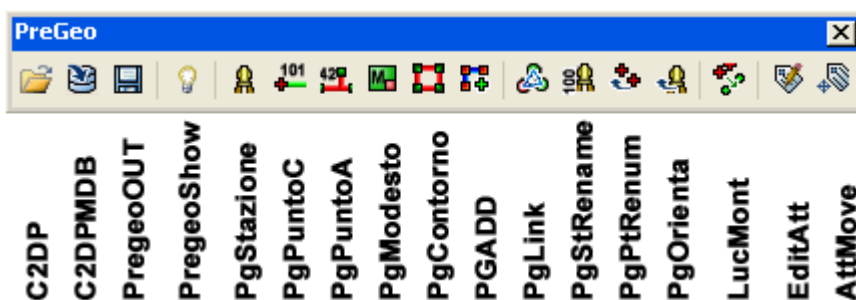 PreGeo
101
42
M
100
C2DP
C2DPMDB
PregeoOUT
PregeoShow
PgStazione
PgPuntoC
PgPuntoA
PgModesto
PgContorno
PGADD
PgLink
PgStRename
PgPtRenum
PgOrienta
LucMont
EditAtt
AttMove